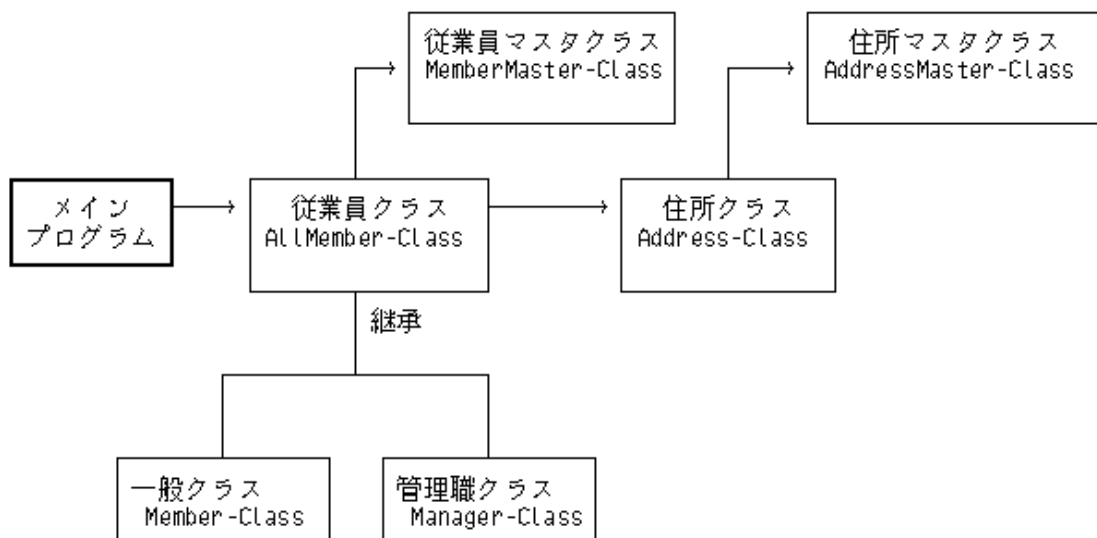 従業員マスタクラス
MemberMaster-Class
住所マスタクラス
AddressMaster-Class
メイン
プログラム
従業員クラス
AllMember-Class
住所クラス
Address-Class
継承
一般クラス
Member-Class
管理職クラス
Manager-Class